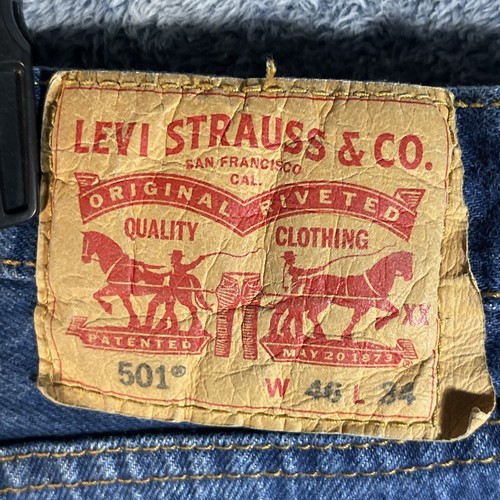 LEVI STRAUSS & CO.
SAN FRANCISCO
CAL.
ORIGINAL RIVETED
QUALITY CLOTHING
XX
PATENTED MAY 20 1873
501® W 46 L 34